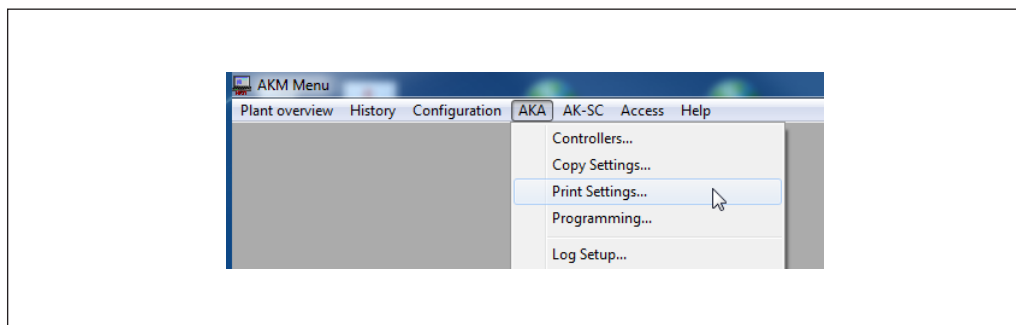 AKM Menu
Plant overview History Configuration AKA AK-SC Access Help
Controllers...
Copy Settings...
Print Settings...
Programming...
Log Setup...